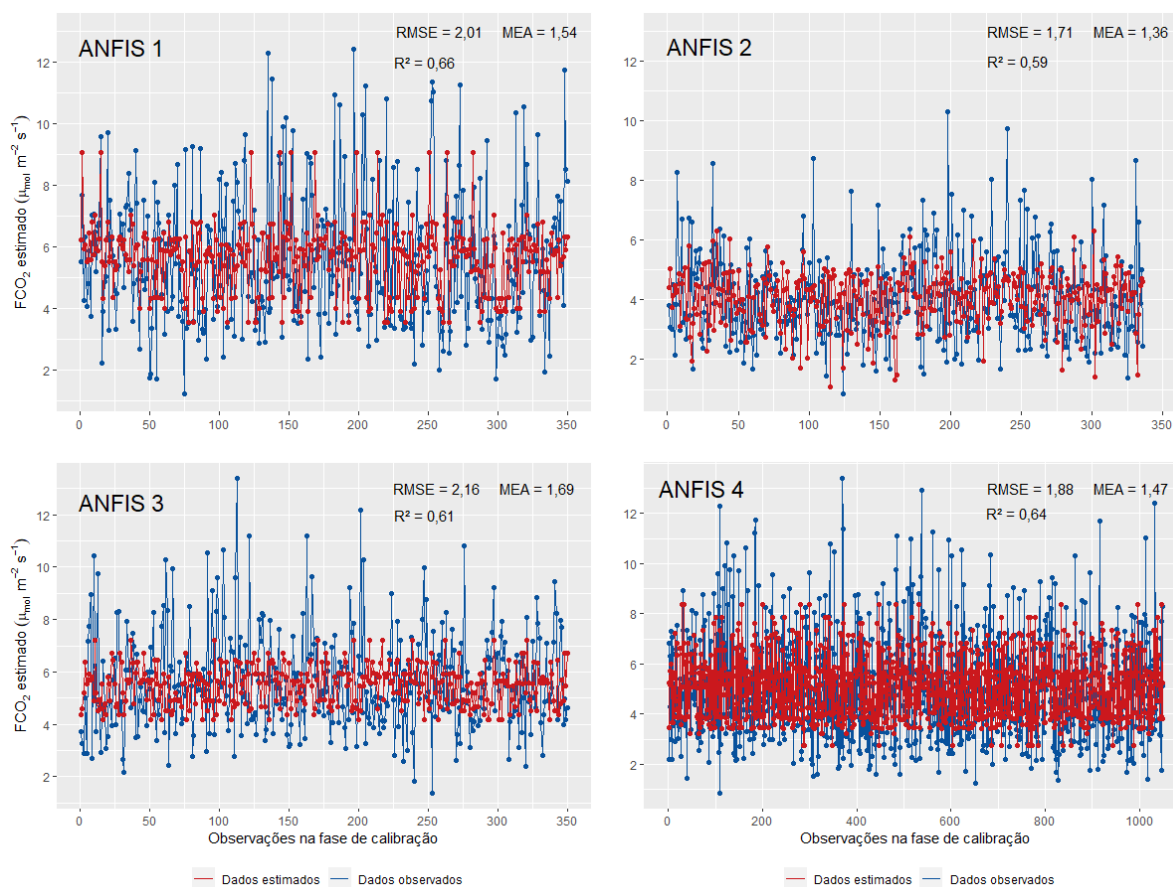 ANFIS 1
RMSE = 2,01 MEA = 1,54
R² = 0,66
FCO₂ estimado (μmol m⁻² s⁻¹)
12
10
8
6
4
2
0 50 100 150 200 250 300 350
ANFIS 2
RMSE = 1,71 MEA = 1,36
R² = 0,59
12
10
8
6
4
2
0 50 100 150 200 250 300 350
ANFIS 3
RMSE = 2,16 MEA = 1,69
R² = 0,61
FCO₂ estimado (μmol m⁻² s⁻¹)
12
10
8
6
4
2
0 50 100 150 200 250 300 350
Observações na fase de calibração
Dados estimados Dados observados
ANFIS 4
RMSE = 1,88 MEA = 1,47
R² = 0,64
12
10
8
6
4
2
0 200 400 600 800 1000
Observações na fase de calibração
Dados estimados Dados observados